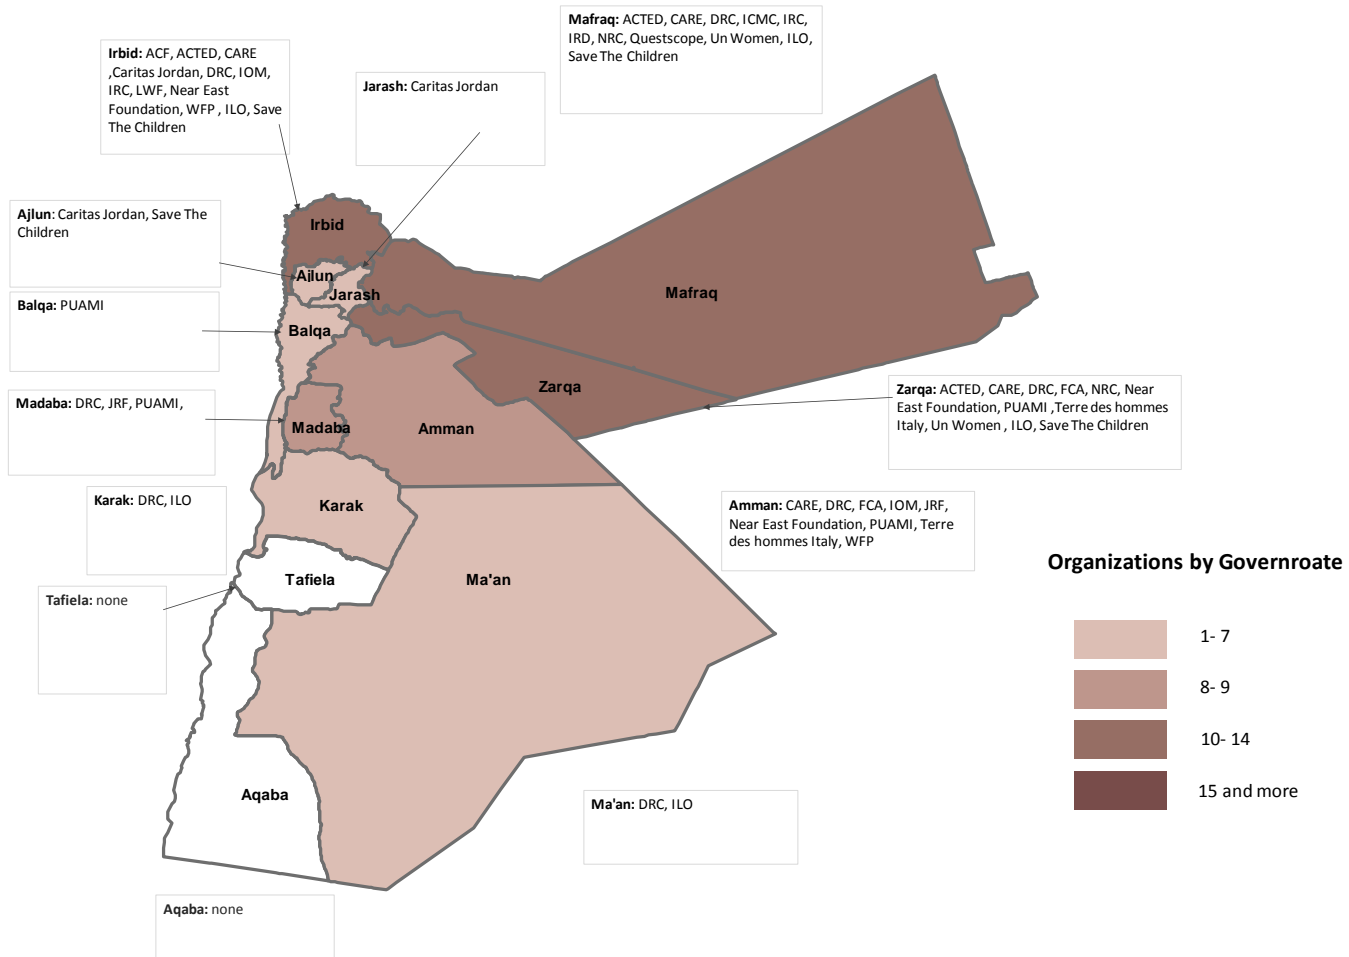 Mafraq: ACTED, CARE, DRC, ICMC, IRC,
IRD, NRC, Questscope, Un Women, ILO,
Save The Children
Irbid: ACF, ACTED, CARE
,Caritas Jordan, DRC, IOM,
IRC, LWF, Near East
Foundation, WFP , ILO, Save
The Children
Jarash: Caritas Jordan
Ajlun: Caritas Jordan, Save The
Children
Balqa: PUAMI
Madaba: DRC, JRF, PUAMI,
Karak: DRC, ILO
Tafiela: none
Aqaba: none
Irbid
Ajlun
Jarash
Balqa
Mafraq
Zarqa
Madaba
Amman
Karak
Tafiela
Ma'an
Aqaba
Zarqa: ACTED, CARE, DRC, FCA, NRC, Near
East Foundation, PUAMI ,Terre des hommes
Italy, Un Women , ILO, Save The Children
Amman: CARE, DRC, FCA, IOM, JRF,
Near East Foundation, PUAMI, Terre
des hommes Italy, WFP
Ma'an: DRC, ILO
Organizations by Governroate
1- 7
8- 9
10- 14
15 and more